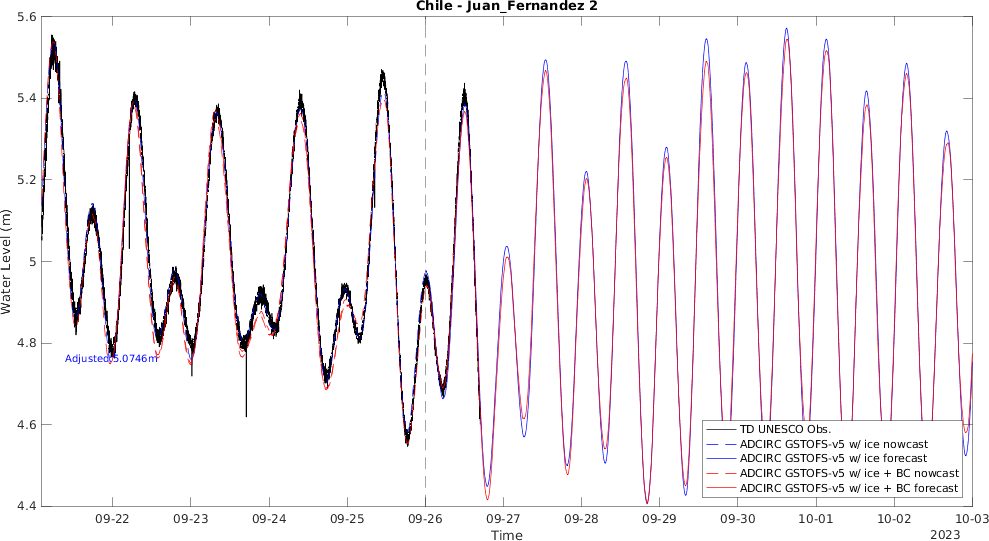 Chile - Juan_Fernandez 2
5.6
5.4
5.2
5
4.8
4.6
4.4
Water Level (m)
Adjusted:5.0746m
TD UNESCO Obs.
ADCIRC GSTOFS-v5 w/ ice nowcast
ADCIRC GSTOFS-v5 w/ ice forecast
ADCIRC GSTOFS-v5 w/ ice + BC nowcast
ADCIRC GSTOFS-v5 w/ ice + BC forecast
09-22 09-23 09-24 09-25 09-26 09-27 09-28 09-29 09-30 10-01 10-02 10-03
Time
2023